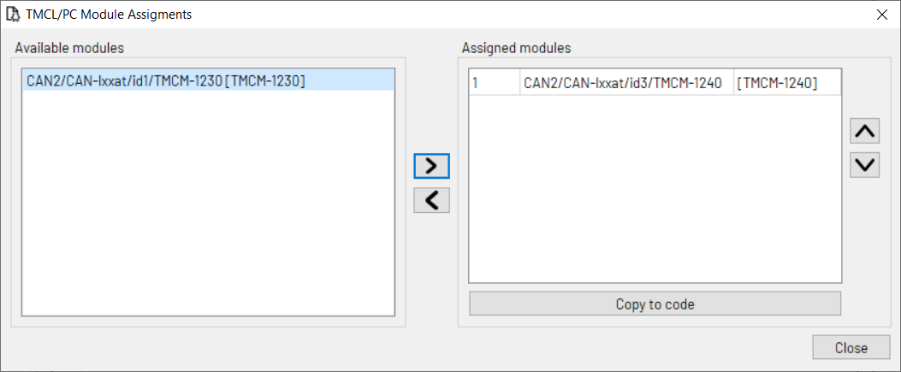 TMCL/PC Module Assigments
Available modules
CAN2/CAN-Ixxat/id1/TMCM-1230 [TMCM-1230]
Assigned modules
1 CAN2/CAN-Ixxat/id3/TMCM-1240 [TMCM-1240]
Copy to code
Close